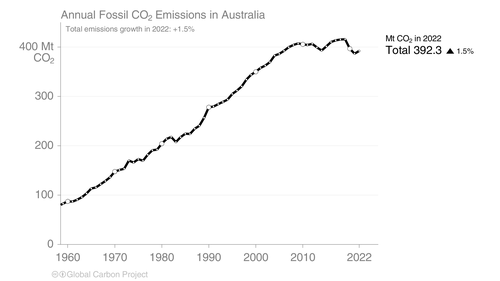 Annual Fossil CO₂ Emissions in Australia
Total emissions growth in 2022: +1.5%
400 Mt
CO₂
300
200
100
0
1960 1970 1980 1990 2000 2010 2022
Mt CO₂ in 2022
Total 392.3 ▲ 1.5%
Global Carbon Project